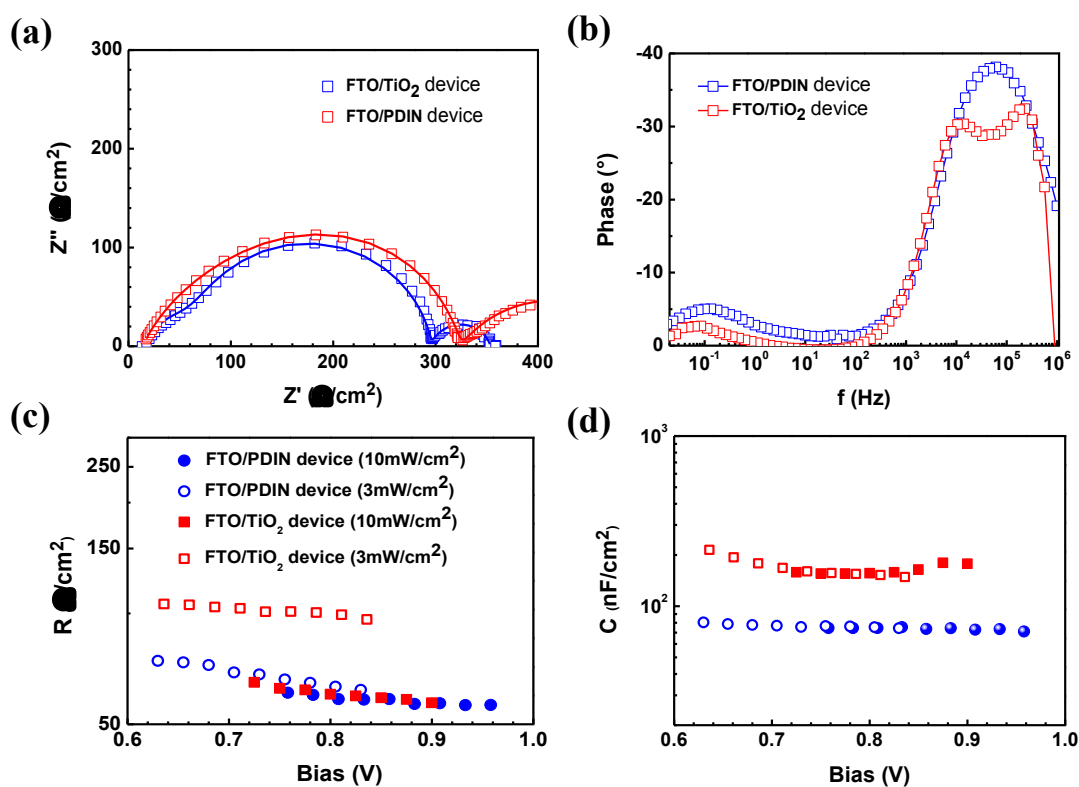 (a)
300
200
100
0
0 100 200 300 400
Z'' (/cm2)
Z' (/cm2)
FTO/TiO2 device
FTO/PDIN device
(b)
-40
-30
-20
-10
0
10-1 100 101 102 103 104 105 106
Phase (°)
f (Hz)
FTO/PDIN device
FTO/TiO2 device
(c)
250
150
50
0.6 0.7 0.8 0.9 1.0
R cm2)
Bias (V)
FTO/PDIN device (10mW/cm2)
FTO/PDIN device (3mW/cm2)
FTO/TiO2 device (10mW/cm2)
FTO/TiO2 device (3mW/cm2)
(d)
103
102
0.6 0.7 0.8 0.9 1.0
C (nF/cm2)
Bias (V)